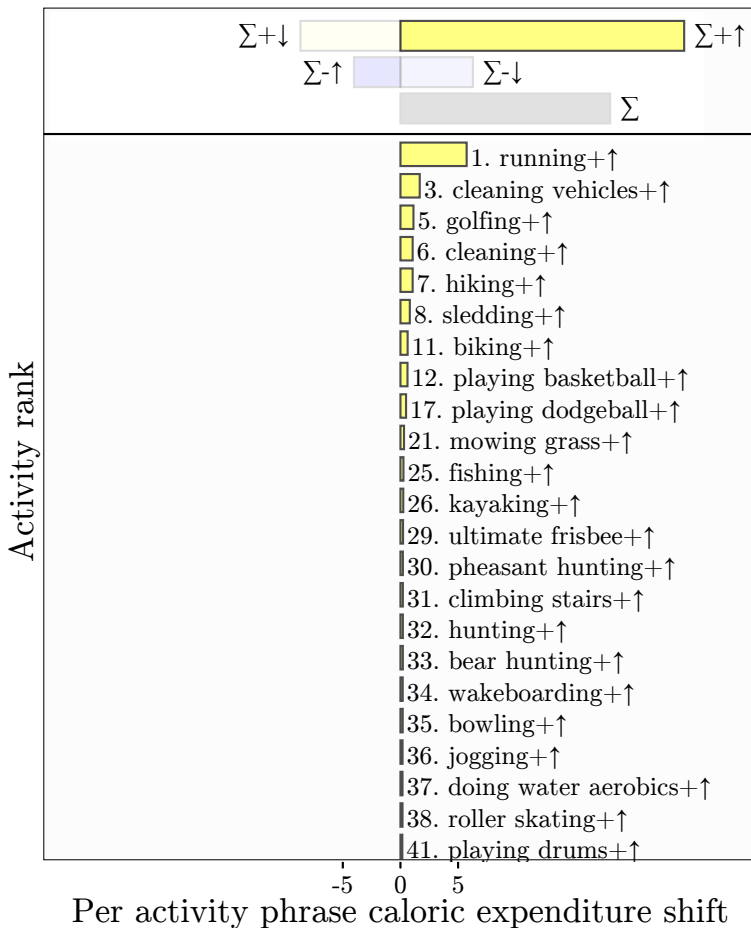 ∑+↓ ∑+↑
∑-↑ ∑-↓
∑
1. running+↑
3. cleaning vehicles+↑
5. golfing+↑
6. cleaning+↑
7. hiking+↑
8. sledding+↑
11. biking+↑
12. playing basketball+↑
17. playing dodgeball+↑
21. mowing grass+↑
25. fishing+↑
26. kayaking+↑
29. ultimate frisbee+↑
30. pheasant hunting+↑
31. climbing stairs+↑
32. hunting+↑
33. bear hunting+↑
34. wakeboarding+↑
35. bowling+↑
36. jogging+↑
37. doing water aerobics+↑
38. roller skating+↑
41. playing drums+↑
Activity rank
-5 0 5
Per activity phrase caloric expenditure shift